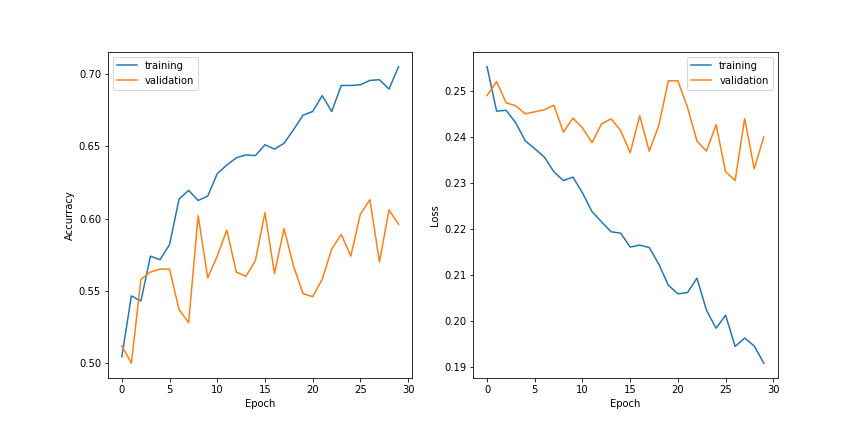 training
validation
0.70
0.65
0.60
0.55
0.50
Accurracy
0 5 10 15 20 25 30
Epoch
training
validation
0.25
0.24
0.23
0.22
0.21
0.20
0.19
Loss
0 5 10 15 20 25 30
Epoch